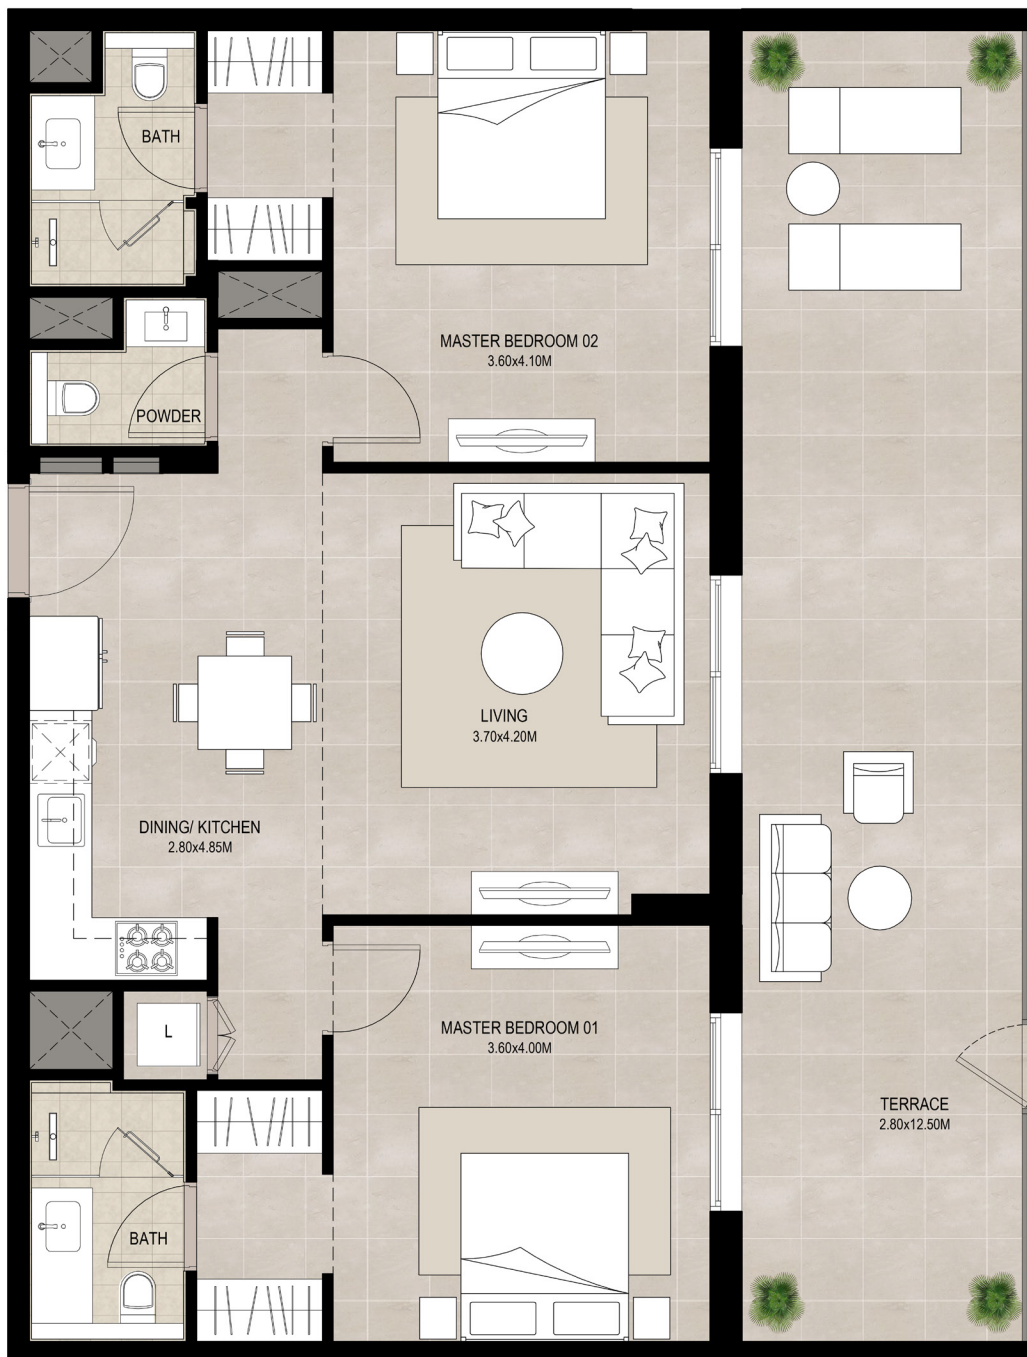 BATH
MASTER BEDROOM 02
3.60x4.10M
POWDER
LIVING
3.70x4.20M
DINING/ KITCHEN
2.80x4.85M
L
MASTER BEDROOM 01
3.60x4.00M
TERRACE
2.80x12.50M
BATH